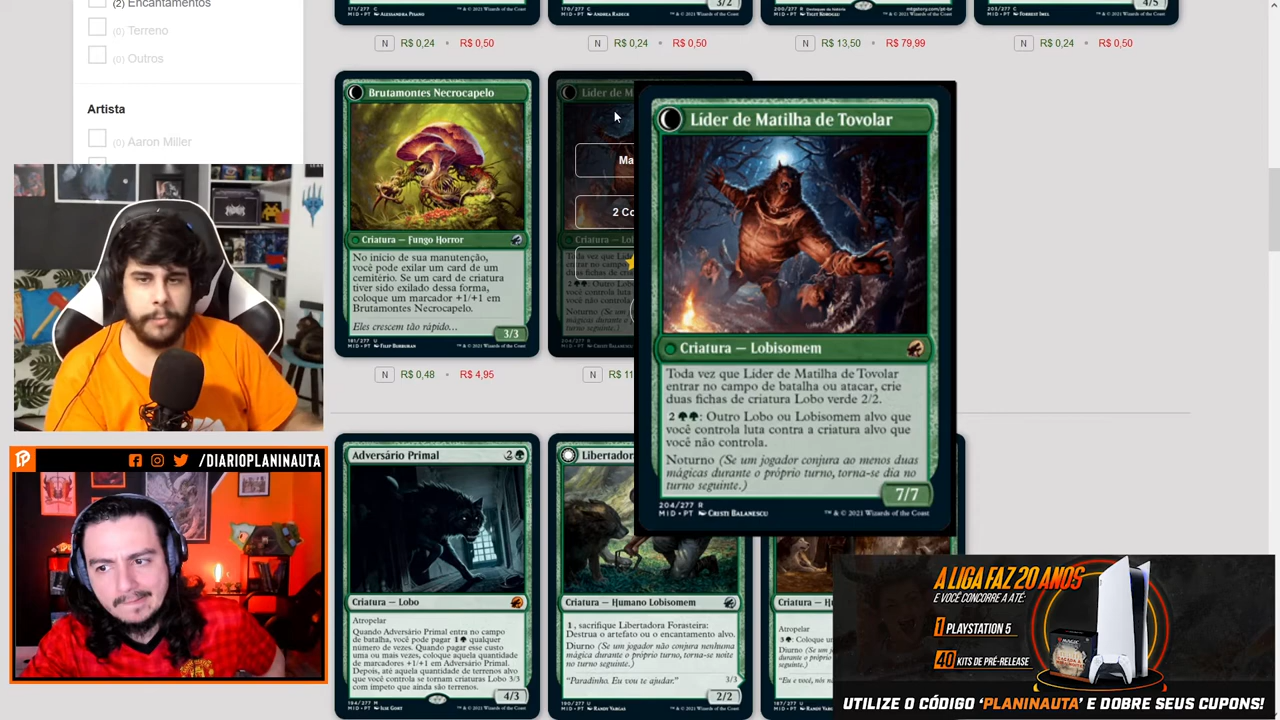 (2) Encantamentos
(0) Terreno
(0) Outros
Artista
(0) Aaron Miller
N R$ 0,24 • R$ 0,50
N R$ 0,24 • R$ 0,50
N R$ 13,50 • R$ 79,99
N R$ 0,24 • R$ 0,50
Brutamontes Necrocapelo
Criatura — Fungo Horror
No início de sua manutenção,
você pode exilar um card de um
cemitério. Se um card de criatura
tiver sido exilado dessa forma,
coloque um marcador +1/+1 em
Brutamontes Necrocapelo.
Eles crescem tão rápido...
3/3
N R$ 0,48 • R$ 4,95
Líder de M
Ma
2 Co
N R$ 11
Líder de Matilha de Tovolar
Criatura — Lobisomem
Toda vez que Líder de Matilha de Tovolar
entrar no campo de batalha ou atacar, crie
duas fichas de criatura Lobo verde 2/2.
2: Outro Lobo ou Lobisomem alvo que
você controla luta contra a criatura alvo que
você não controla.
Noturno (Se um jogador conjura ao menos duas
mágicas durante o próprio turno, torna-se dia no
turno seguinte.)
7/7
204/277 R
MID • PT CRISTI BALANESCU
™ & © 2021 Wizards of the Coast
Adversário Primal 2
Criatura — Lobo
Atropelar
Quando Adversário Primal entra no campo
de batalha, você pode pagar 1 qualquer
número de vezes. Quando pagar esse custo
uma ou mais vezes, coloque aquela quantidade
de marcadores +1/+1 em Adversário Primal.
Depois, até aquela quantidade de terrenos alvo
que você controla se tornam criaturas Lobo 3/3
com ímpeto que ainda são terrenos.
4/3
Libertador
Criatura — Humano Lobisomem
1, sacrifique Libertadora Forasteira:
Destrua o artefato ou o encantamento alvo.
Diurno (Se um jogador não conjura nenhuma
mágica durante o próprio turno, torna-se noite
no turno seguinte.)
"Paradinho. Eu vou te ajudar."
3/3
2/2
Atropelar
/DIARIOPLANINAUTA
A LIGA FAZ 20 ANOS
E VOCÊ CONCORRE A ATÉ:
1 PLAYSTATION 5
40 KITS DE PRÉ-RELEASE
UTILIZE O CÓDIGO 'PLANINAUTA' E DOBRE SEUS CUPONS!